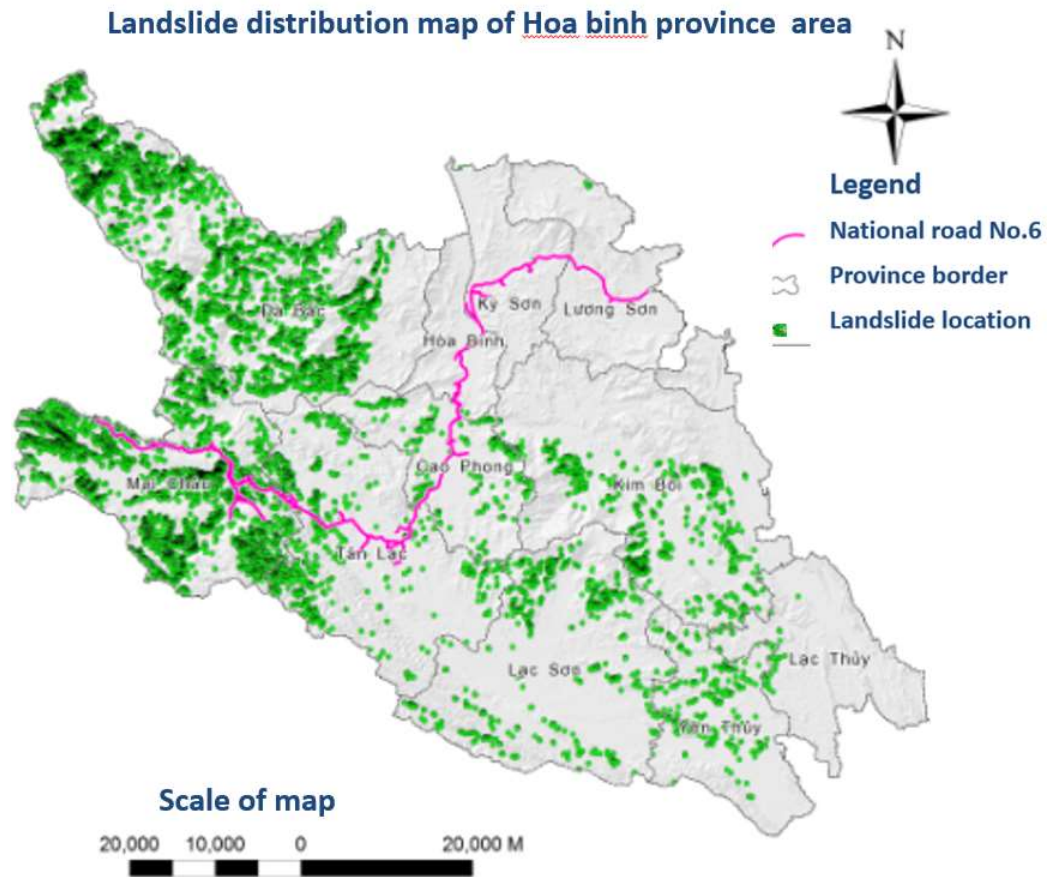 Landslide distribution map of Hoa binh province area
N
Legend
National road No.6
Province border
Landslide location
Đà Bắc
Kỳ Sơn
Lương Sơn
Hòa Bình
Mai Châu
Cao Phong
Kim Bôi
Tân Lạc
Lạc Sơn
Lạc Thủy
Yên Thủy
Scale of map
20,000 10,000 0 20,000 M